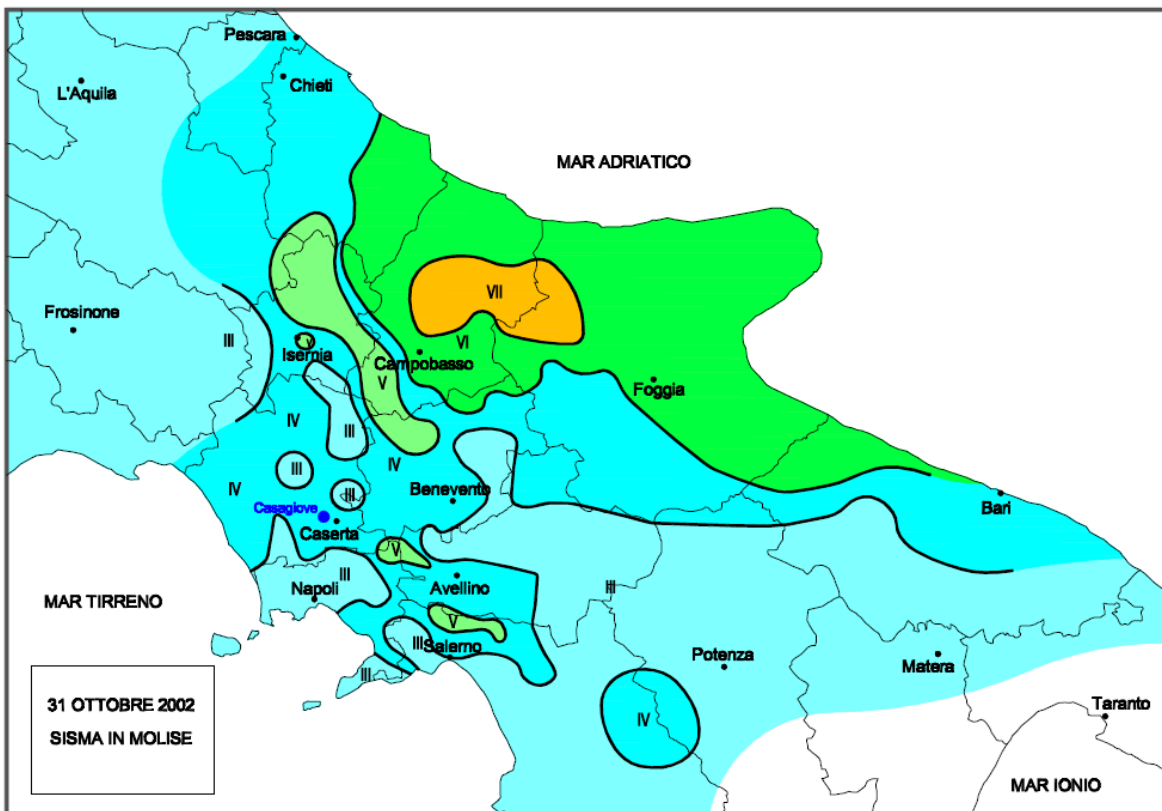 Pescara
Chieti
L'Aquila
MAR ADRIATICO
VII
Frosinone
III
V
Isernia
VI
Campobasso
V
Foggia
IV
III
III
IV
IV
III
Benevento
Casagiove
Caserta
Bari
V
III
Napoli
Avellino
III
MAR TIRRENO
V
III
Salerno
III
Potenza
Matera
31 OTTOBRE 2002
SISMA IN MOLISE
IV
Taranto
MAR IONIO